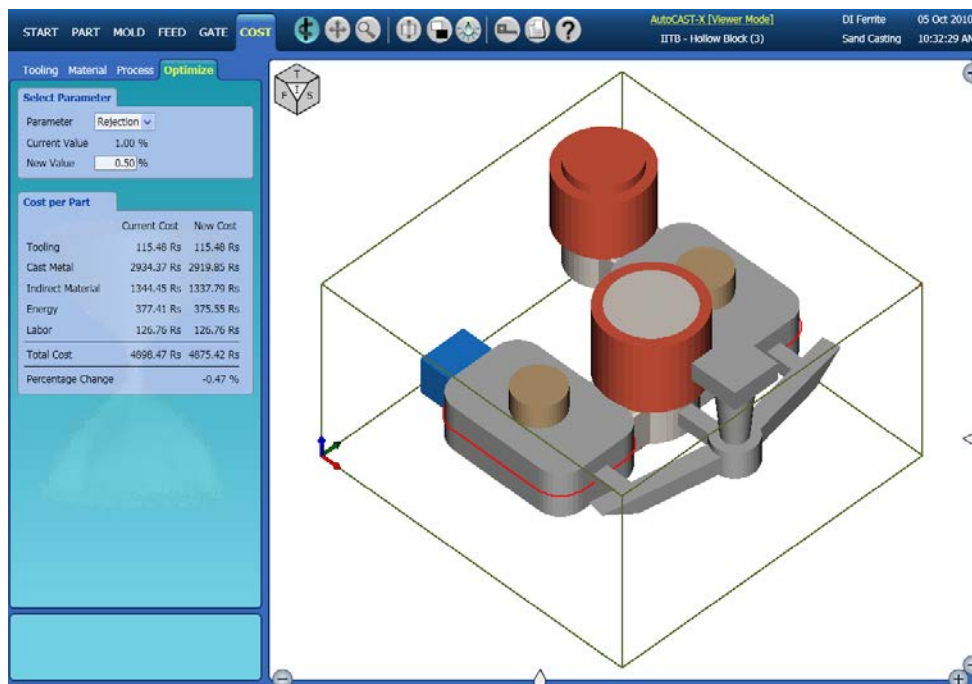 START PART MOLD FEED GATE COST ? AutoCAST-X [Viewer Mode] DI Ferrite 05 Oct 2010
IITB - Hollow Block (3) Sand Casting 10:32:29 AM
Tooling Material Process Optimize
Select Parameter
Parameter Rejection
Current Value 1.00 %
New Value 0.50 %
Cost per Part
Current Cost New Cost
Tooling 115.48 Rs 115.48 Rs
Cast Metal 2934.37 Rs 2919.85 Rs
Indirect Material 1344.45 Rs 1337.79 Rs
Energy 377.41 Rs 375.55 Rs
Labor 126.76 Rs 126.76 Rs
Total Cost 4898.47 Rs 4875.42 Rs
Percentage Change -0.47 %
T
I
F S